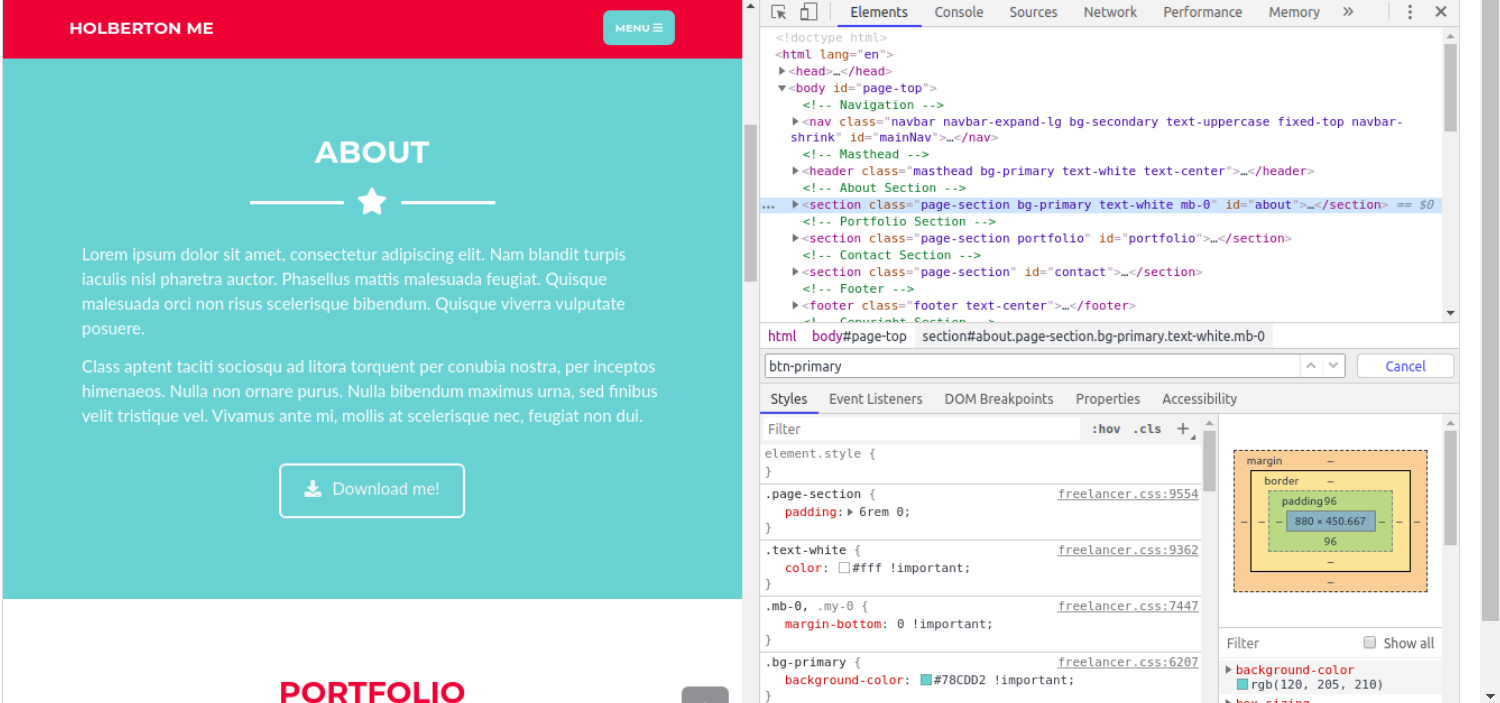 HOLBERTON ME
MENU
ABOUT
Lorem ipsum dolor sit amet, consectetur adipiscing elit. Nam blandit turpis
iaculis nisl pharetra auctor. Phasellus mattis malesuada feugiat. Quisque
malesuada orci non risus scelerisque bibendum. Quisque viverra vulputate
posuere.
Class aptent taciti sociosqu ad litora torquent per conubia nostra, per inceptos
himenaeos. Nulla non ornare purus. Nulla bibendum maximus urna, sed finibus
velit tristique vel. Vivamus ante mi, mollis at scelerisque nec, feugiat non dui.
Download me!
PORTFOLIO
Elements Console Sources Network Performance Memory »
<!doctype html>
<html lang="en">
<head>…</head>
<body id="page-top">
<!-- Navigation -->
<nav class="navbar navbar-expand-lg bg-secondary text-uppercase fixed-top navbar-
shrink" id="mainNav">…</nav>
<!-- Masthead -->
<header class="masthead bg-primary text-white text-center">…</header>
<!-- About Section -->
… <section class="page-section bg-primary text-white mb-0" id="about">…</section> == $0
<!-- Portfolio Section -->
<section class="page-section portfolio" id="portfolio">…</section>
<!-- Contact Section -->
<section class="page-section" id="contact">…</section>
<!-- Footer -->
<footer class="footer text-center">…</footer>
<!-- Copyright Section -->
html body#page-top section#about.page-section.bg-primary.text-white.mb-0
btn-primary
Cancel
Styles Event Listeners DOM Breakpoints Properties Accessibility
Filter :hov .cls +
element.style {
}
.page-section { freelancer.css:9554
padding: 6rem 0;
}
.text-white { freelancer.css:9362
color: #fff !important;
}
.mb-0, .my-0 { freelancer.css:7447
margin-bottom: 0 !important;
}
.bg-primary { freelancer.css:6207
background-color: #78CDD2 !important;
}
margin –
border –
padding 96
– – – 880 × 450.667 – – –
96
–
–
Filter Show all
background-color
rgb(120, 205, 210)
box-sizing